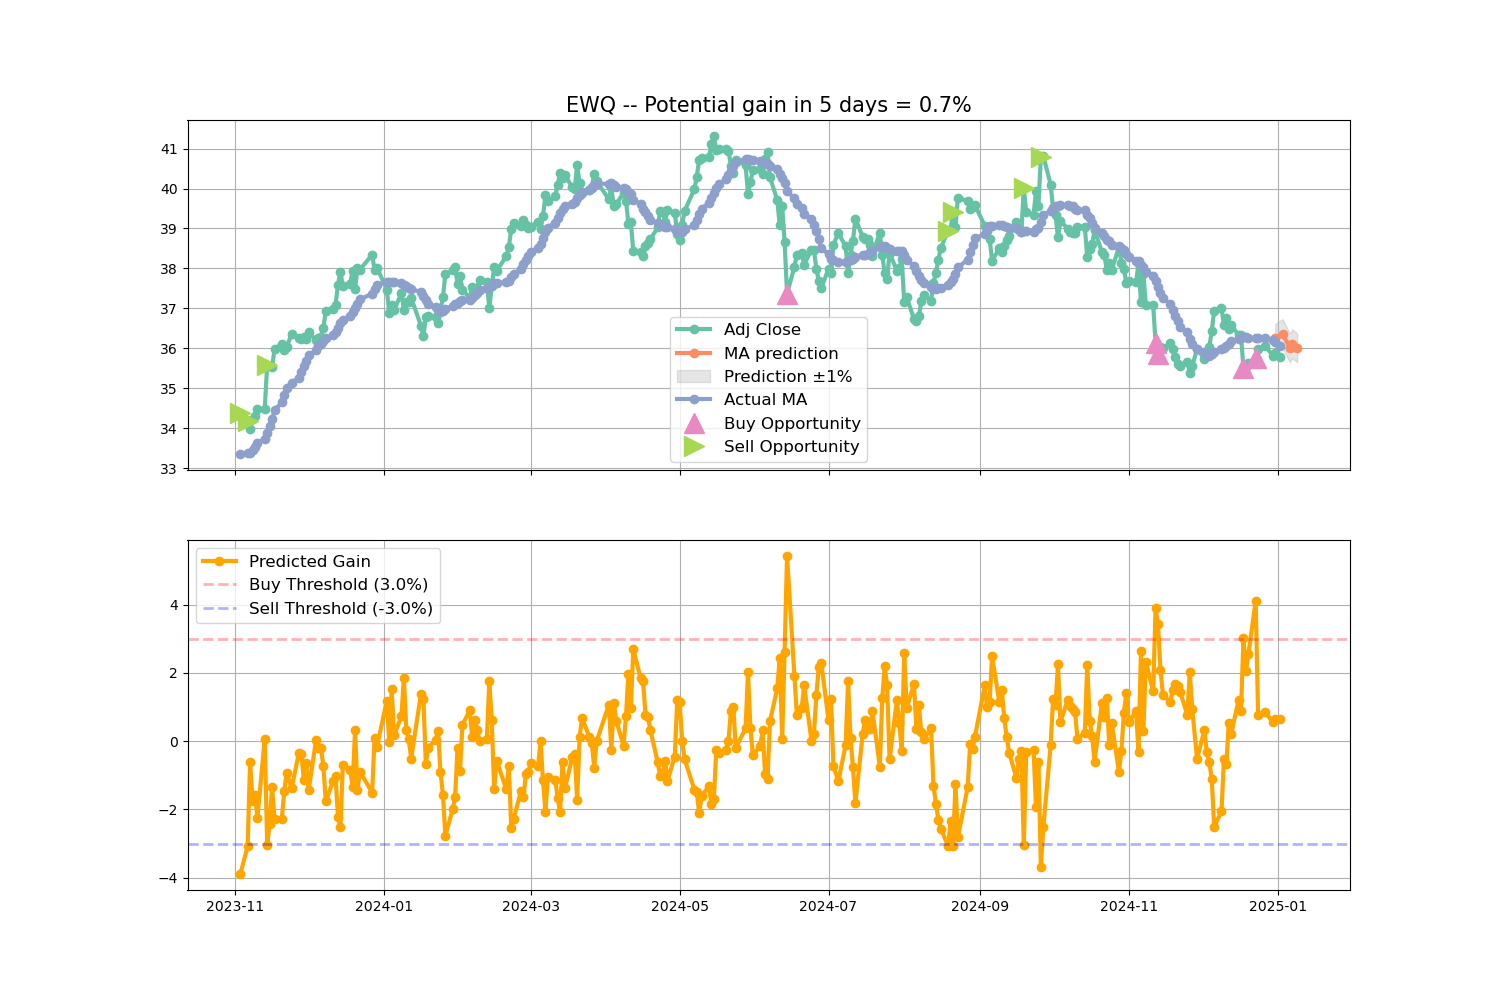 EWQ -- Potential gain in 5 days = 0.7%
41
40
39
38
37
36
35
34
33
Adj Close
MA prediction
Prediction ±1%
Actual MA
Buy Opportunity
Sell Opportunity
Predicted Gain
Buy Threshold (3.0%)
Sell Threshold (-3.0%)
4
2
0
−2
−4
2023-11
2024-01
2024-03
2024-05
2024-07
2024-09
2024-11
2025-01